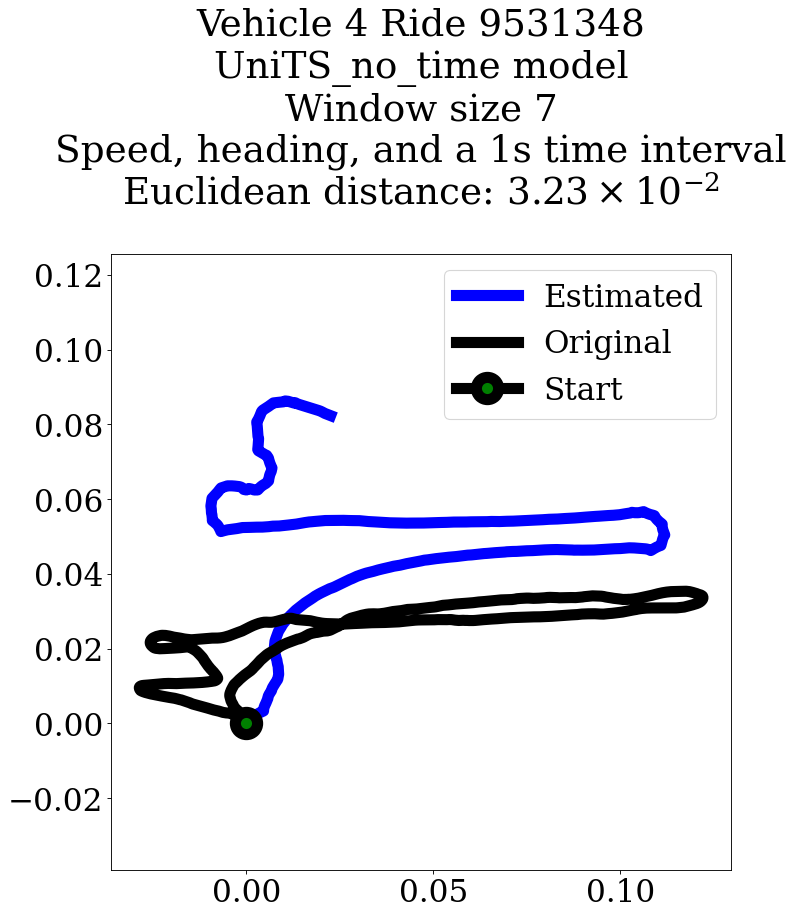 Vehicle 4 Ride 9531348
UniTS_no_time model
Window size 7
Speed, heading, and a 1s time interval
Euclidean distance: 3.23 × 10⁻²
0.12
0.10
0.08
0.06
0.04
0.02
0.00
−0.02
Estimated
Original
Start
0.00 0.05 0.10